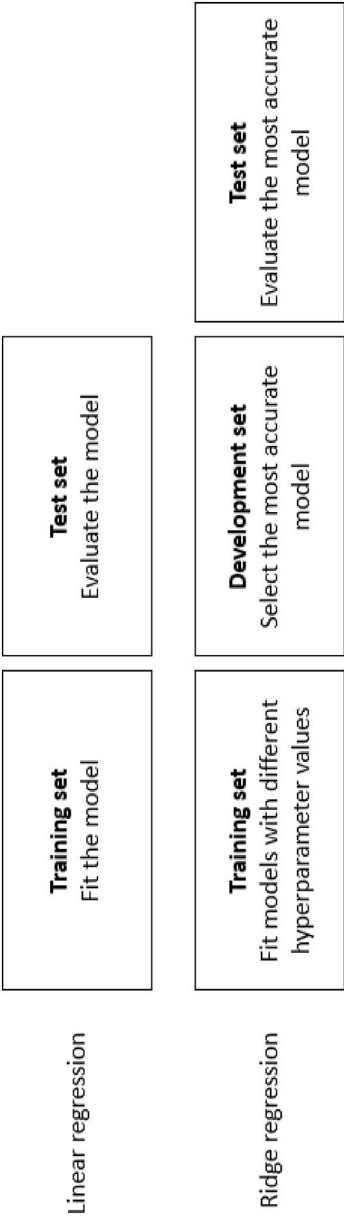 Linear regression
Training set
Fit the model
Test set
Evaluate the model
Ridge regression
Training set
Fit models with different
hyperparameter values
Development set
Select the most accurate
model
Test set
Evaluate the most accurate
model